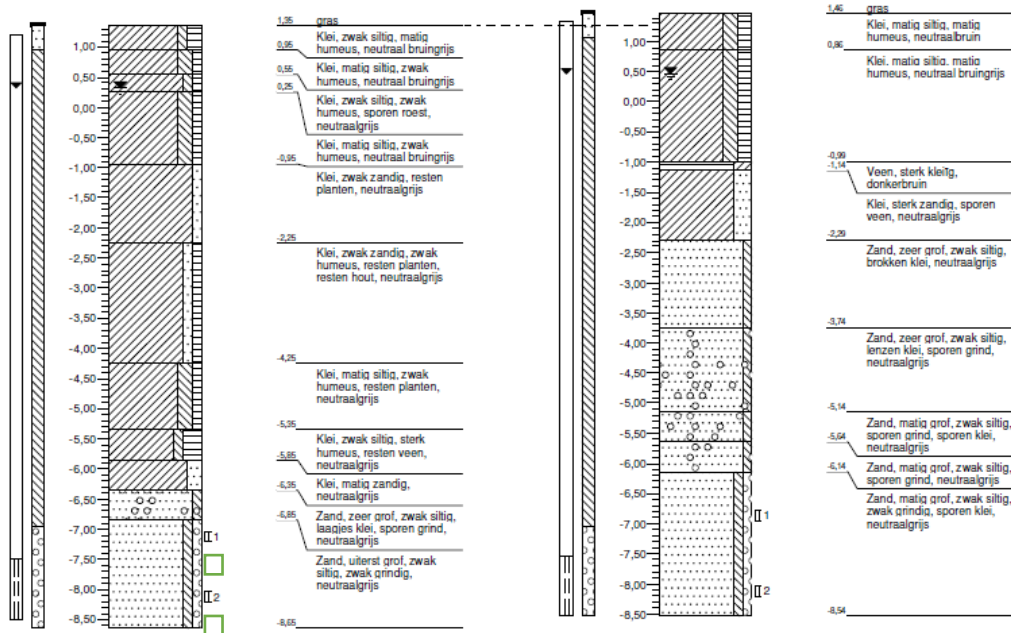 1,35 gras
Klei, zwak siltig, matig
humeus, neutraal bruingrijs
0,95
Klei, matig siltig, zwak
humeus, neutraal bruingrijs
0,55
0,25
Klei, zwak siltig, zwak
humeus, sporen roest,
neutraalgrijs
Klei, matig siltig, zwak
humeus, neutraal bruingrijs
-0,95
Klei, zwak zandig, resten
planten, neutraalgrijs
-2,25
Klei, zwak zandig, zwak
humeus, resten planten,
resten hout, neutraalgrijs
-4,25
Klei, matig siltig, zwak
humeus, resten planten,
neutraalgrijs
-5,35
Klei, zwak siltig, sterk
humeus, resten veen,
neutraalgrijs
-5,85
Klei, matig zandig,
neutraalgrijs
-6,35
Zand, zeer grof, zwak siltig,
laagjes klei, sporen grind,
neutraalgrijs
-6,85
Zand, uiterst grof, zwak
siltig, zwak grindig,
neutraalgrijs
-8,65
1,00
0,50
0,00
-0,50
-1,00
-1,50
-2,00
-2,50
-3,00
-3,50
-4,00
-4,50
-5,00
-5,50
-6,00
-6,50
-7,00
-7,50
-8,00
-8,50
1
2
1,46 gras
Klei, matig siltig, matig
humeus, neutraalbruin
0,86
Klei, matig siltig, matig
humeus, neutraal bruingrijs
-0,99
-1,14
Veen, sterk kleiïg,
donkerbruin
Klei, sterk zandig, sporen
veen, neutraalgrijs
-2,29
Zand, zeer grof, zwak siltig,
brokken klei, neutraalgrijs
-3,74
Zand, zeer grof, zwak siltig,
lenzen klei, sporen grind,
neutraalgrijs
-5,14
Zand, matig grof, zwak siltig,
sporen grind, sporen klei,
neutraalgrijs
-5,64
Zand, matig grof, zwak siltig,
sporen grind, neutraalgrijs
-6,14
Zand, matig grof, zwak siltig,
zwak grindig, sporen klei,
neutraalgrijs
-8,54
1,00
0,50
0,00
-0,50
-1,00
-1,50
-2,00
-2,50
-3,00
-3,50
-4,00
-4,50
-5,00
-5,50
-6,00
-6,50
-7,00
-7,50
-8,00
-8,50
1
2